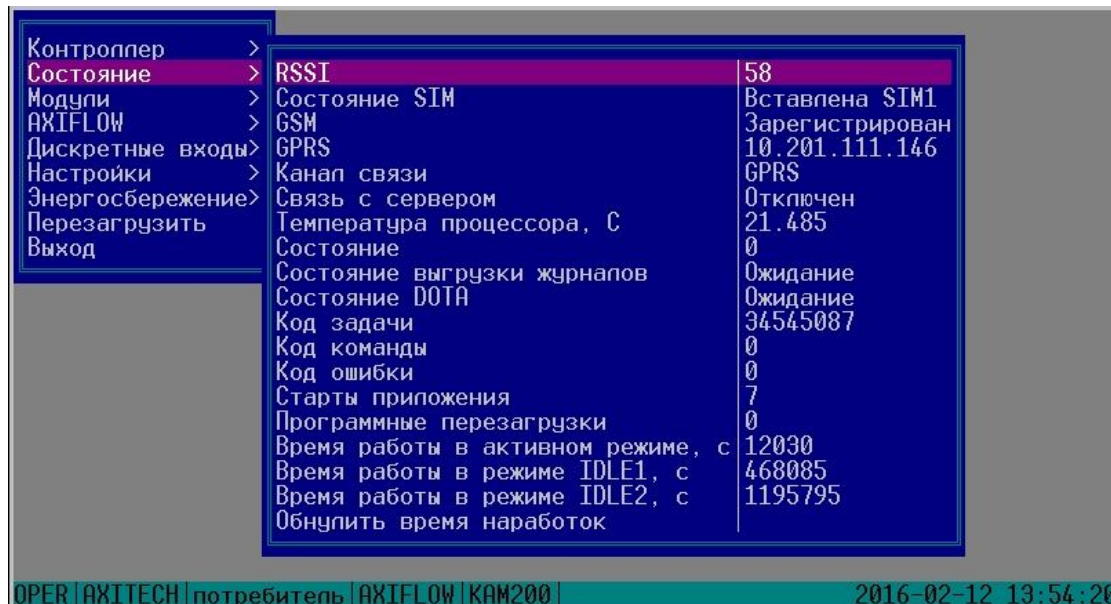 Контроллер >
Состояние >
Модули >
AXIFLOW >
Дискретные входы>
Настройки >
Энергосбережение>
Перезагрузить
Выход
RSSI 58
Состояние SIM Вставлена SIM1
GSM Зарегистрирован
GPRS 10.201.111.146
Канал связи GPRS
Связь с сервером Отключен
Температура процессора, С 21.485
Состояние 0
Состояние выгрузки журналов Ожидание
Состояние DOTA Ожидание
Код задачи 34545087
Код команды 0
Код ошибки 0
Старты приложения 7
Программные перезагрузки 0
Время работы в активном режиме, с 12030
Время работы в режиме IDLE1, с 468085
Время работы в режиме IDLE2, с 1195795
Обнулить время наработок
OPER|AXITECH|потребитель|AXIFLOW|KAM200| 2016-02-12 13:54:20